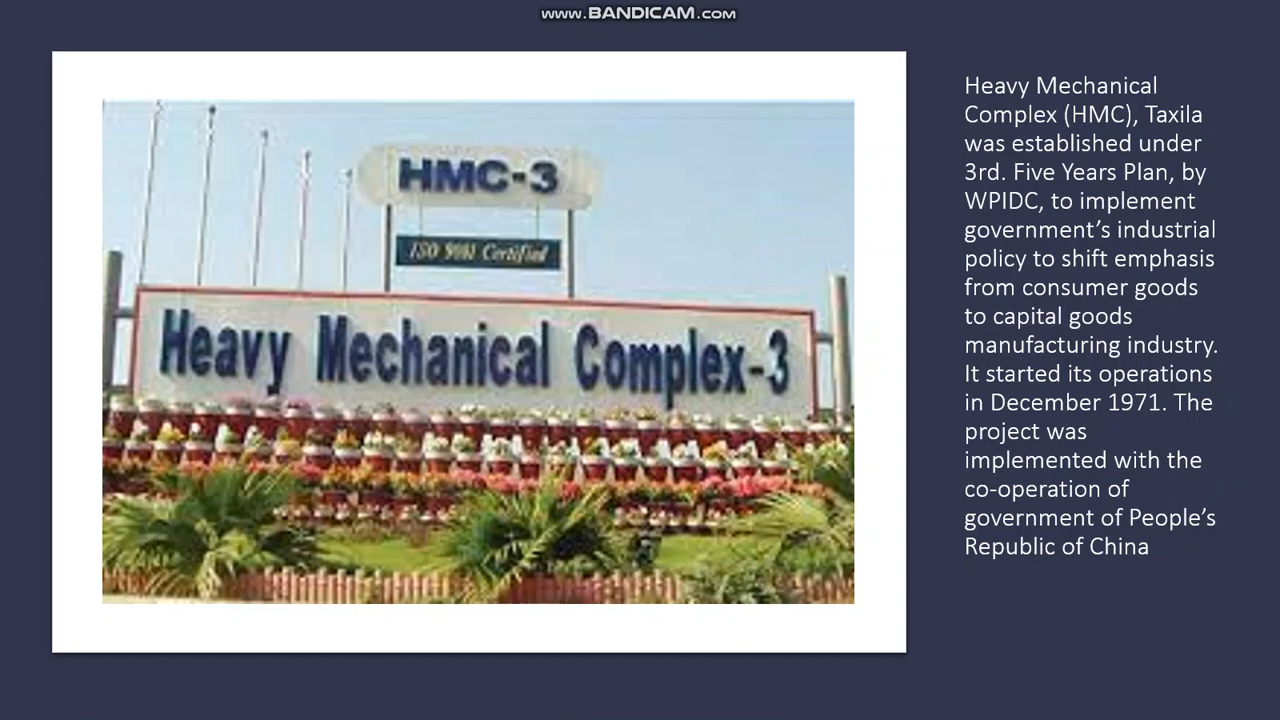 www.BANDICAM.com
HMC-3
ISO 9001 Certified
Heavy Mechanical Complex-3
Heavy Mechanical
Complex (HMC), Taxila
was established under
3rd. Five Years Plan, by
WPIDC, to implement
government's industrial
policy to shift emphasis
from consumer goods
to capital goods
manufacturing industry.
It started its operations
in December 1971. The
project was
implemented with the
co-operation of
government of People's
Republic of China